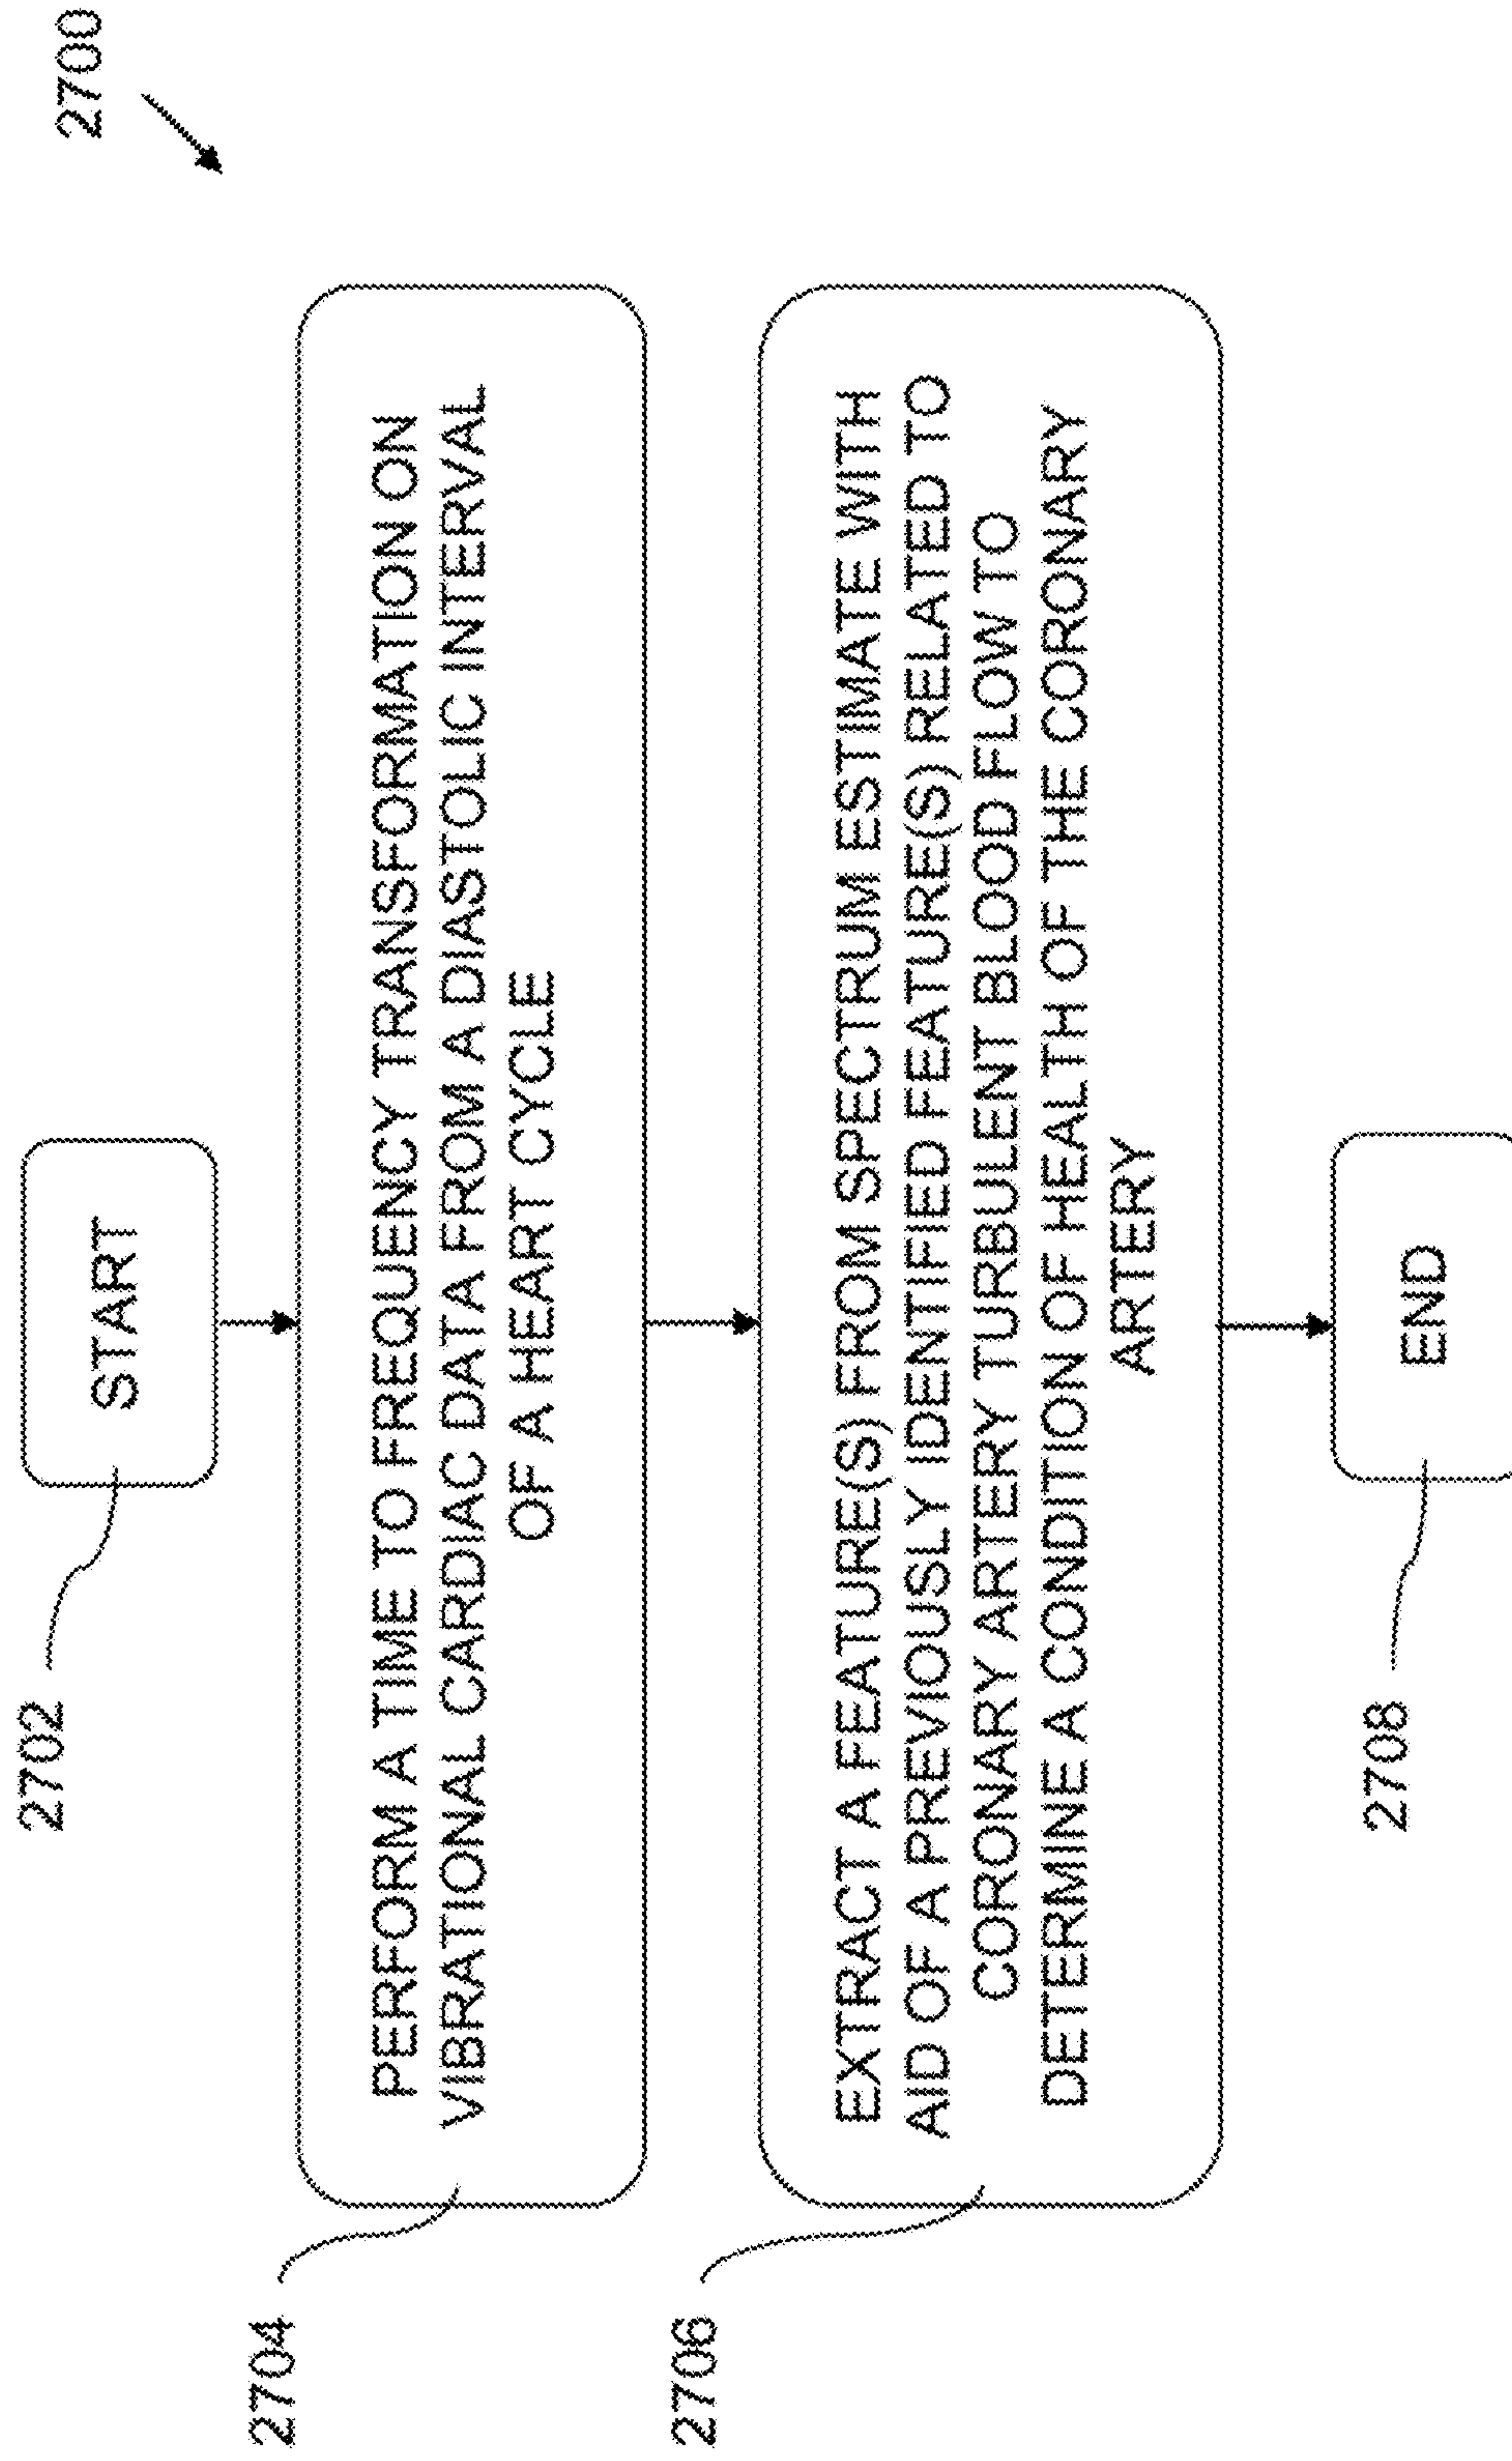 2700
2702
START
2704
PERFORM A TIME TO FREQUENCY TRANSFORMATION ON
VIBRATIONAL CARDIAC DATA FROM A DIASTOLIC INTERVAL
OF A HEART CYCLE
2706
EXTRACT A FEATURE(S) FROM SPECTRUM ESTIMATE WITH
AID OF A PREVIOUSLY IDENTIFIED FEATURE(S) RELATED TO
CORONARY ARTERY TURBULENT BLOOD FLOW TO
DETERMINE A CONDITION OF HEALTH OF THE CORONARY
ARTERY
2708
END